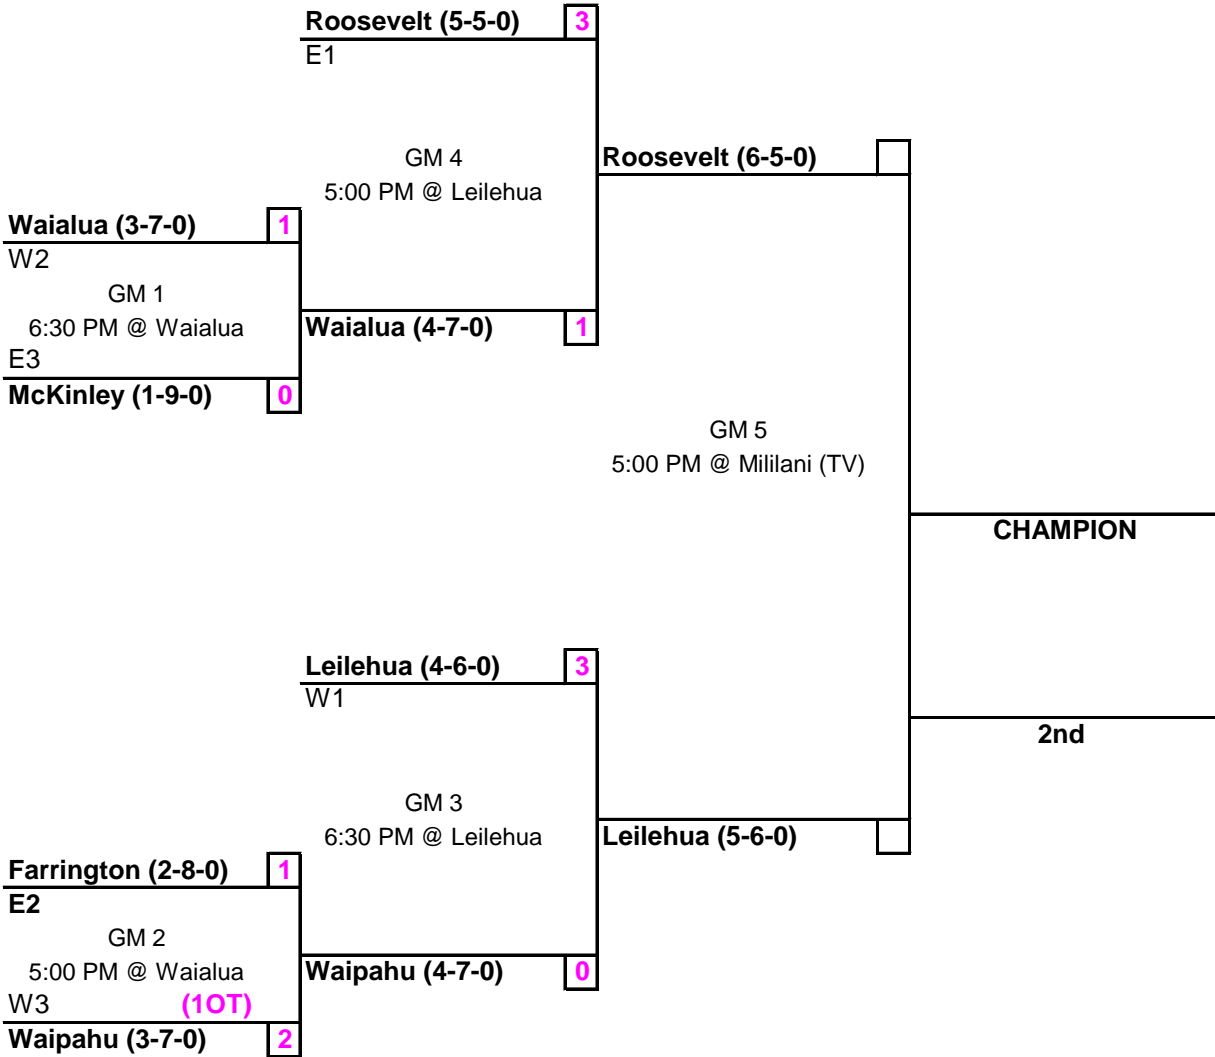 Roosevelt (5-5-0) 3
E1
GM 4
5:00 PM @ Leilehua
Roosevelt (6-5-0)
Waialua (3-7-0) 1
W2
GM 1
6:30 PM @ Waialua
E3
McKinley (1-9-0) 0
Waialua (4-7-0) 1
GM 5
5:00 PM @ Mililani (TV)
CHAMPION
Leilehua (4-6-0) 3
W1
GM 3
6:30 PM @ Leilehua
2nd
Leilehua (5-6-0)
Farrington (2-8-0) 1
E2
GM 2
5:00 PM @ Waialua
W3 (1OT)
Waipahu (3-7-0) 2
Waipahu (4-7-0) 0